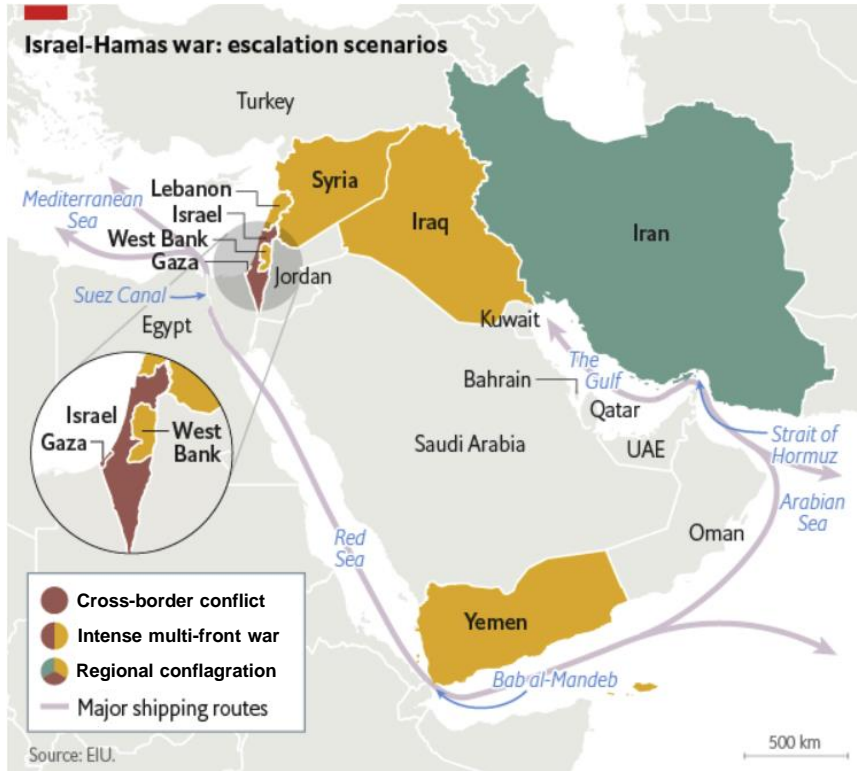 Israel-Hamas war: escalation scenarios
Turkey
Mediterranean
Sea
Lebanon
Israel
West Bank
Gaza
Syria
Iraq
Iran
Jordan
Suez Canal
Egypt
Kuwait
The
Gulf
Bahrain
Qatar
Saudi Arabia
UAE
Strait of
Hormuz
Arabian
Sea
Oman
Israel
Gaza
West
Bank
Red
Sea
Yemen
Bab al-Mandeb
Cross-border conflict
Intense multi-front war
Regional conflagration
Major shipping routes
Source: EIU.
500 km